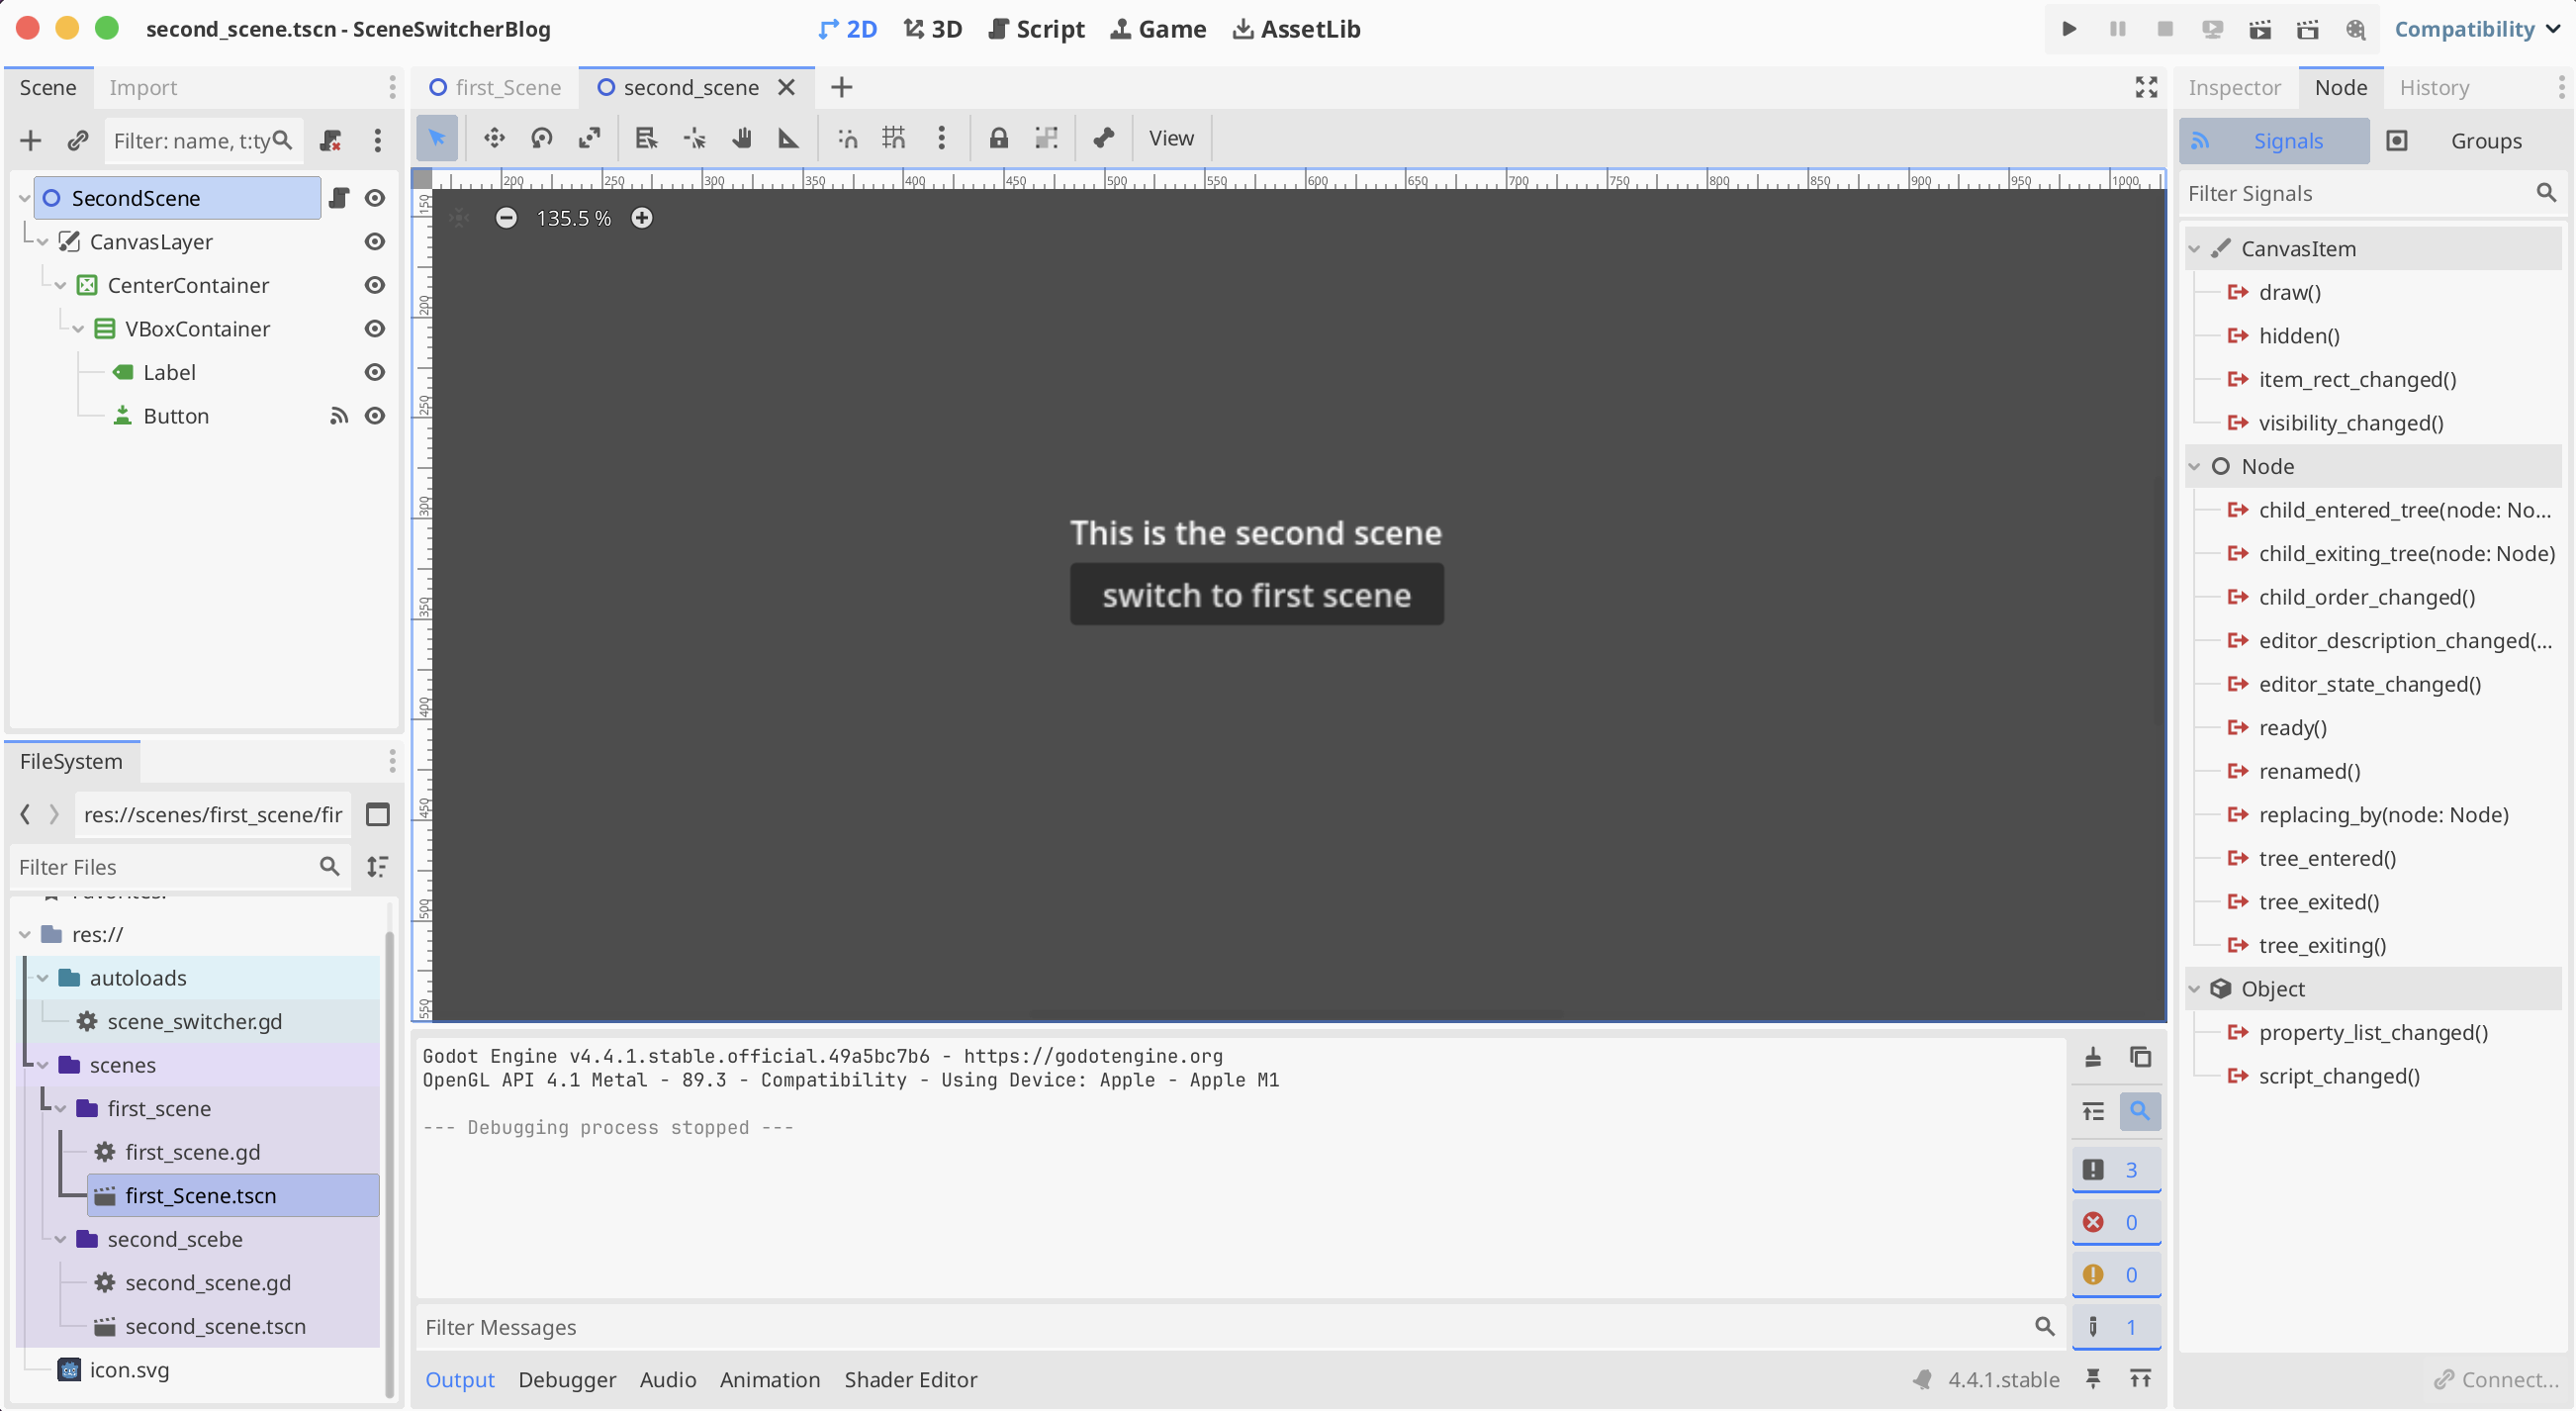 second_scene.tscn - SceneSwitcherBlog
2D
3D
Script
Game
AssetLib
Compatibility
Scene
Import
Filter: name, t:ty
SecondScene
CanvasLayer
CenterContainer
VBoxContainer
Label
Button
FileSystem
res://scenes/first_scene/fir
Filter Files
Favorites:
res://
autoloads
scene_switcher.gd
scenes
first_scene
first_scene.gd
first_Scene.tscn
second_scebe
second_scene.gd
second_scene.tscn
icon.svg
first_Scene
second_scene
View
200 250 300 350 400 450 500 550 600 650 700 750 800 850 900 950 1000
150
200
250
300
350
400
450
500
550
135.5 %
This is the second scene
switch to first scene
Godot Engine v4.4.1.stable.official.49a5bc7b6 - https://godotengine.org
OpenGL API 4.1 Metal - 89.3 - Compatibility - Using Device: Apple - Apple M1
--- Debugging process stopped ---
3
0
0
1
Filter Messages
Output
Debugger
Audio
Animation
Shader Editor
4.4.1.stable
Inspector
Node
History
Signals
Groups
Filter Signals
CanvasItem
draw()
hidden()
item_rect_changed()
visibility_changed()
Node
child_entered_tree(node: No...
child_exiting_tree(node: Node)
child_order_changed()
editor_description_changed(...
editor_state_changed()
ready()
renamed()
replacing_by(node: Node)
tree_entered()
tree_exited()
tree_exiting()
Object
property_list_changed()
script_changed()
Connect...